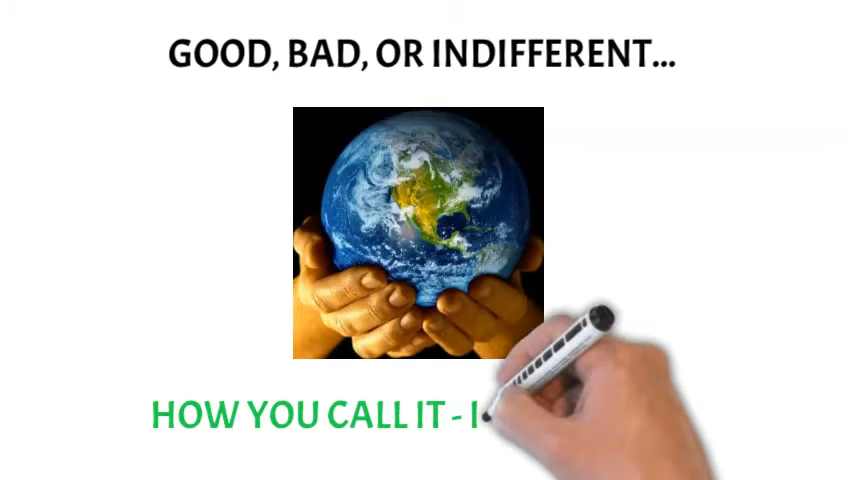 GOOD, BAD, OR INDIFFERENT...
HOW YOU CALL IT - I